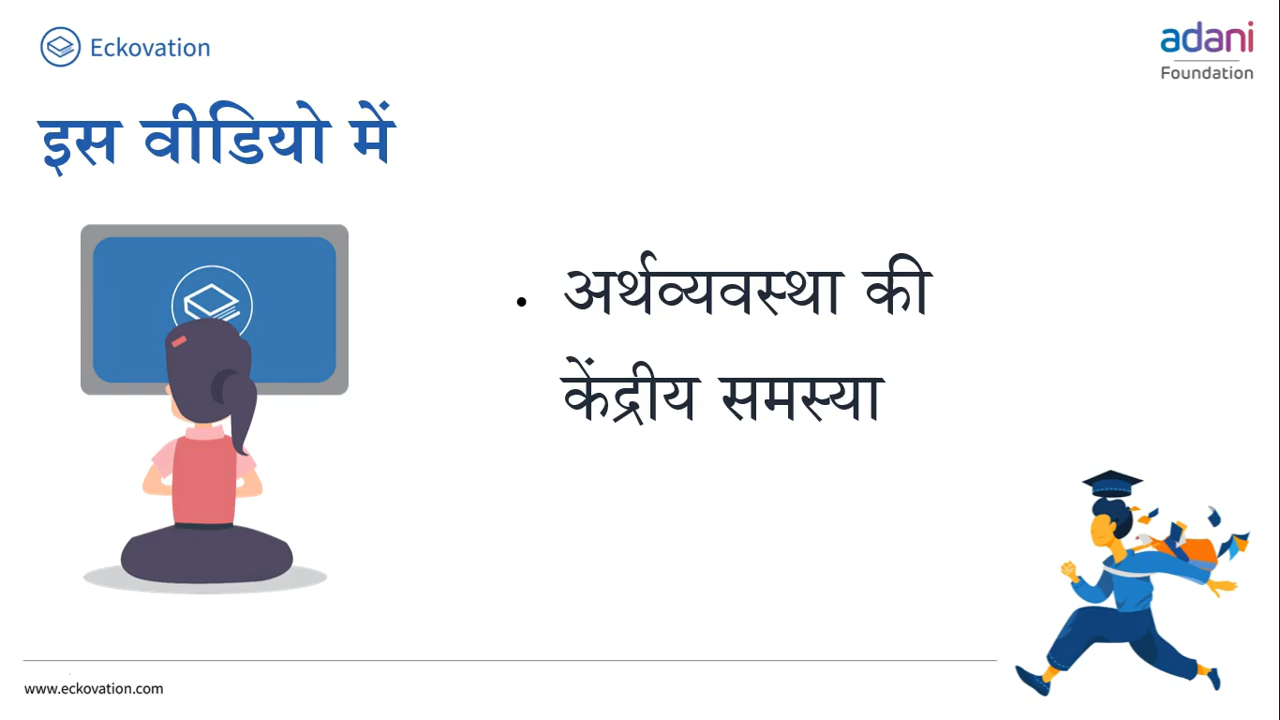 Eckovation
adani
Foundation
इस वीडियो में
• अर्थव्यवस्था की
केंद्रीय समस्या
www.eckovation.com